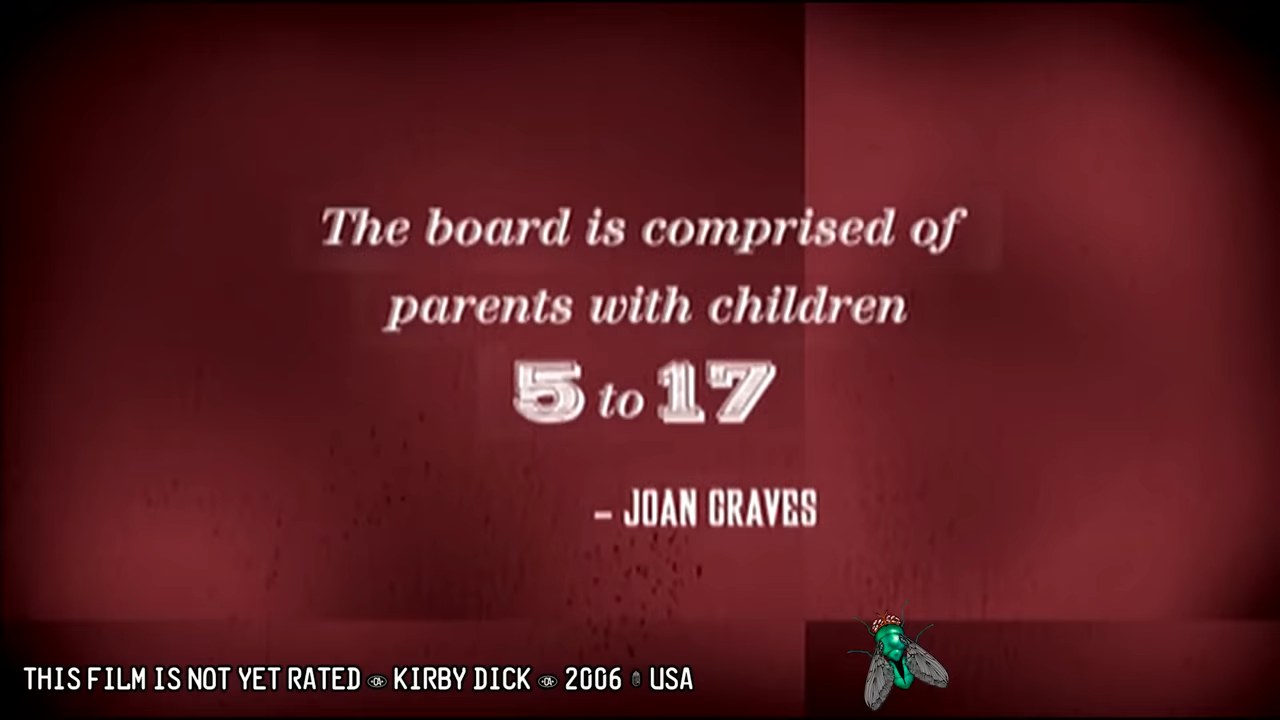 The board is comprised of
parents with children
5 to 17
– JOAN GRAVES
THIS FILM IS NOT YET RATED KIRBY DICK 2006 USA